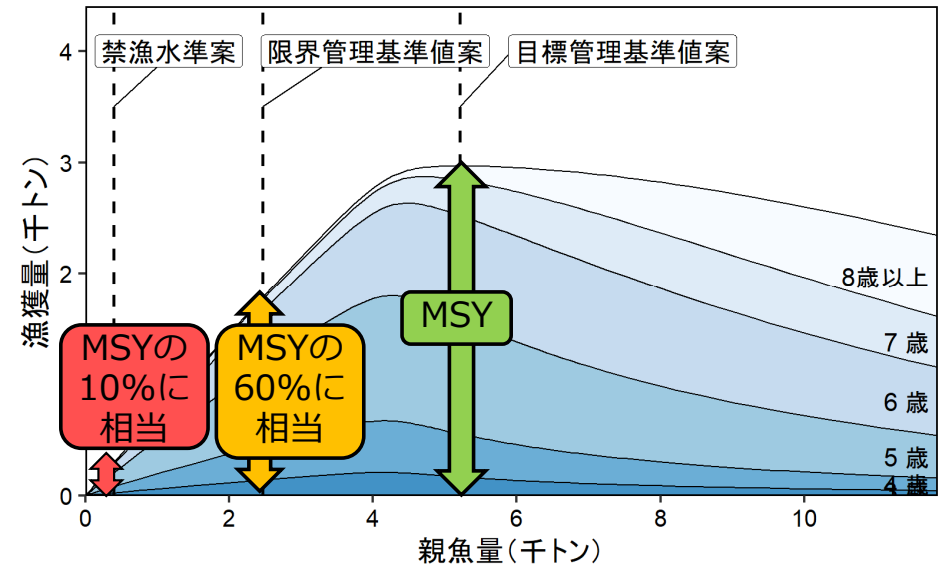 禁漁水準案
限界管理基準値案
目標管理基準値案
漁獲量(千トン)
4
3
2
0
MSYの
10%に
相当
MSYの
60%に
相当
MSY
8歳以上
7 歳
6 歳
5 歳
0
2
4
6
8
10
親魚量(千トン)